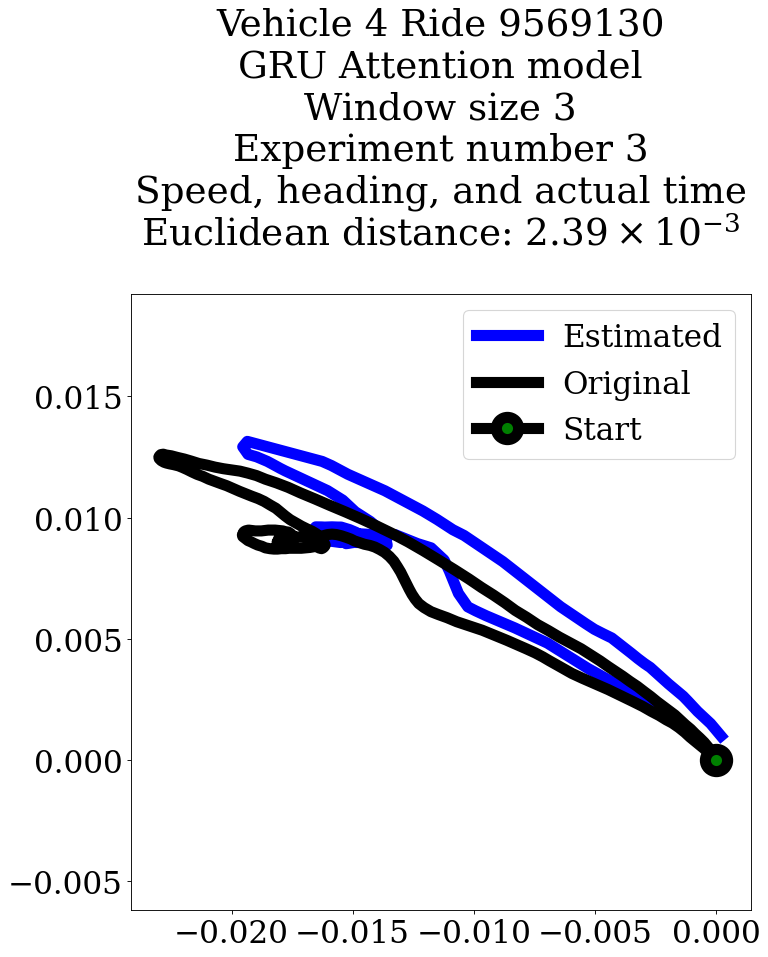 Vehicle 4 Ride 9569130
GRU Attention model
Window size 3
Experiment number 3
Speed, heading, and actual time
Euclidean distance: 2.39 × 10⁻³
Estimated
Original
Start
0.015
0.010
0.005
0.000
−0.005
−0.020 −0.015 −0.010 −0.005 0.000